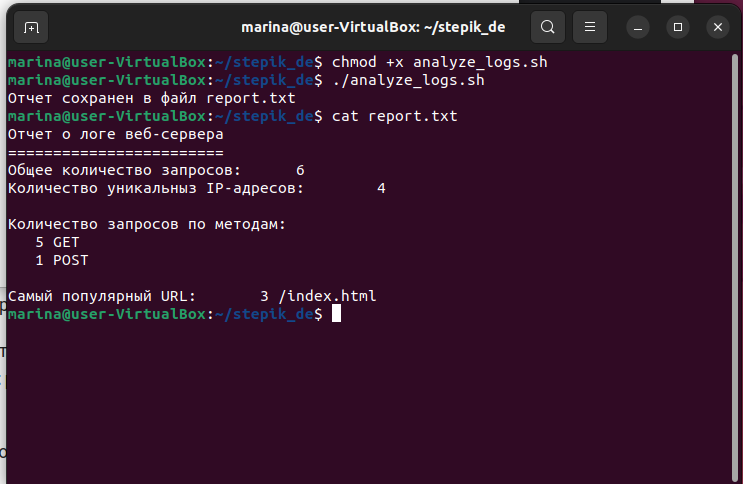 marina@user-VirtualBox: ~/stepik_de
marina@user-VirtualBox:~/stepik_de$ chmod +x analyze_logs.sh
marina@user-VirtualBox:~/stepik_de$ ./analyze_logs.sh
Отчет сохранен в файл report.txt
marina@user-VirtualBox:~/stepik_de$ cat report.txt
Отчет о логе веб-сервера
========================
Общее количество запросов:      6
Количество уникальныз IP-адресов:        4
Количество запросов по методам:
5 GET
1 POST
Самый популярный URL:       3 /index.html
marina@user-VirtualBox:~/stepik_de$